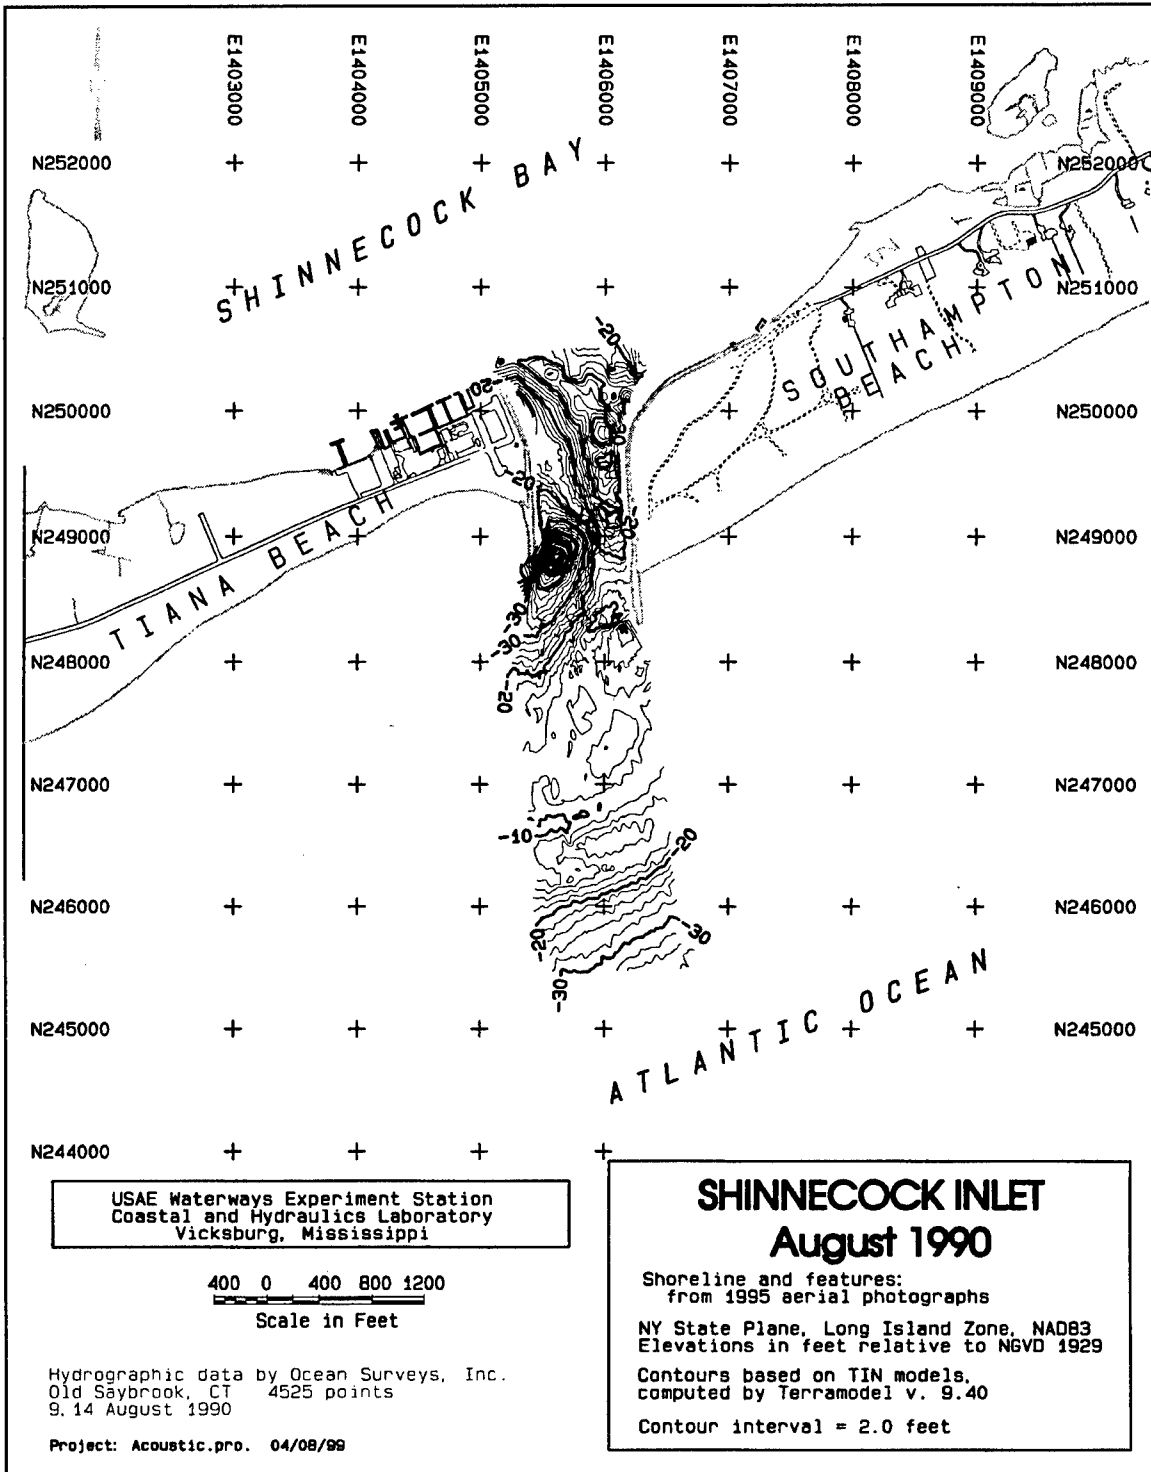 E1403000
E1404000
E1405000
E1406000
E1407000
E1408000
E1409000
N252000
N252000
SHINNECOCK BAY
N251000
N251000
SOUTHAMPTON
BEACH
-20
-20
N250000
N250000
-30
-20
TIANA BEACH
N249000
N249000
-20
-30
-30
N248000
N248000
-20
N247000
N247000
-10
-20
N246000
N246000
-20
-30
-30
ATLANTIC OCEAN
N245000
N245000
N244000
USAE Waterways Experiment Station
Coastal and Hydraulics Laboratory
Vicksburg, Mississippi
400 0 400 800 1200
Scale in Feet
Hydrographic data by Ocean Surveys, Inc.
Old Saybrook, CT 4525 points
9.14 August 1990
Project: Acoustic.pro. 04/08/99
SHINNECOCK INLET
August 1990
Shoreline and features:
from 1995 aerial photographs
NY State Plane, Long Island Zone, NAD83
Elevations in feet relative to NGVD 1929
Contours based on TIN models,
computed by Terramodel v. 9.40
Contour interval = 2.0 feet